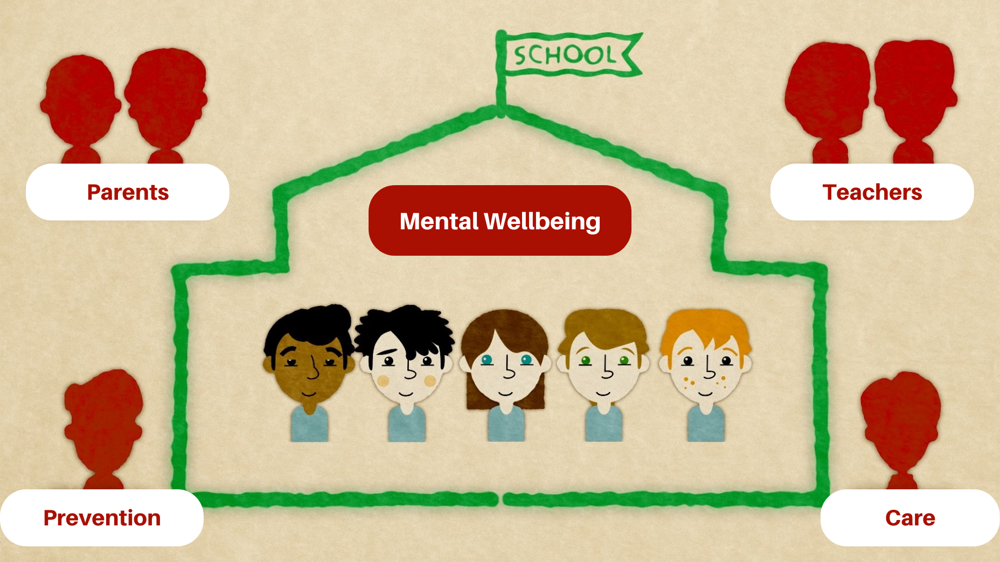 SCHOOL
Parents
Teachers
Mental Wellbeing
Prevention
Care